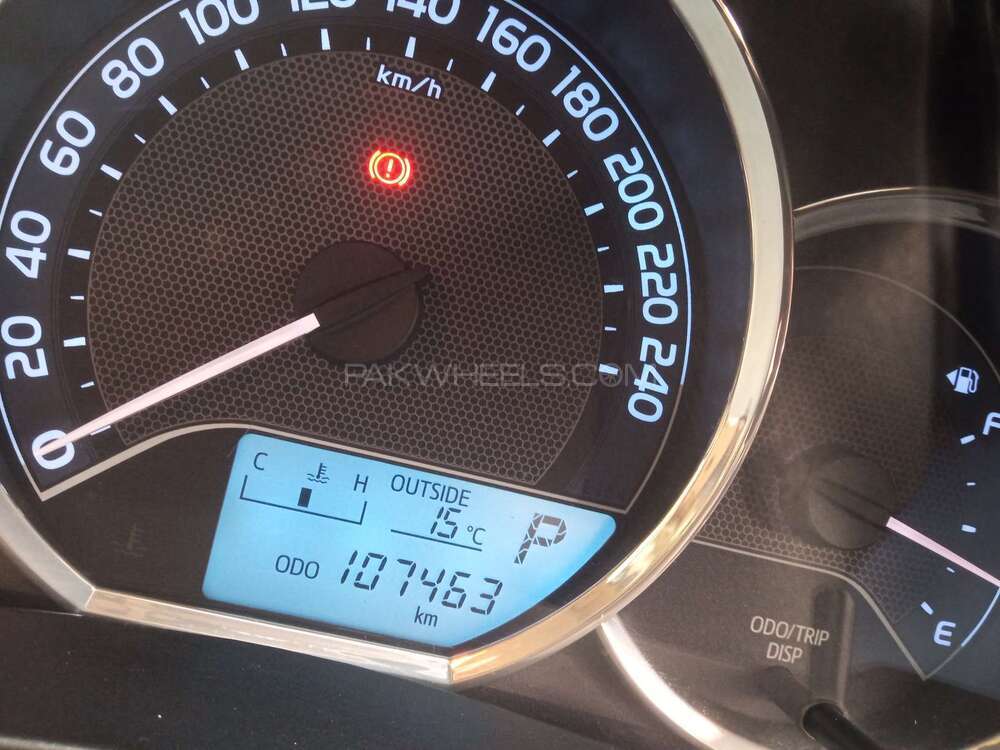 0
20
40
60
80
100
120
140
160
180
200
220
240
km/h
PAKWHEELS.COM
C H OUTSIDE
15 °C
P
ODO 107463
km
F
E
ODO/TRIP
DISP